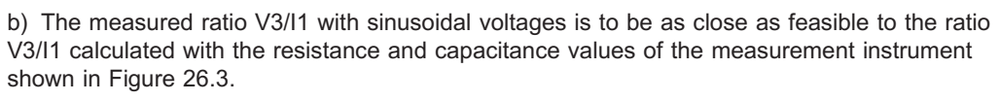 b) The measured ratio V3/I1 with sinusoidal voltages is to be as close as feasible to the ratio
V3/I1 calculated with the resistance and capacitance values of the measurement instrument
shown in Figure 26.3.